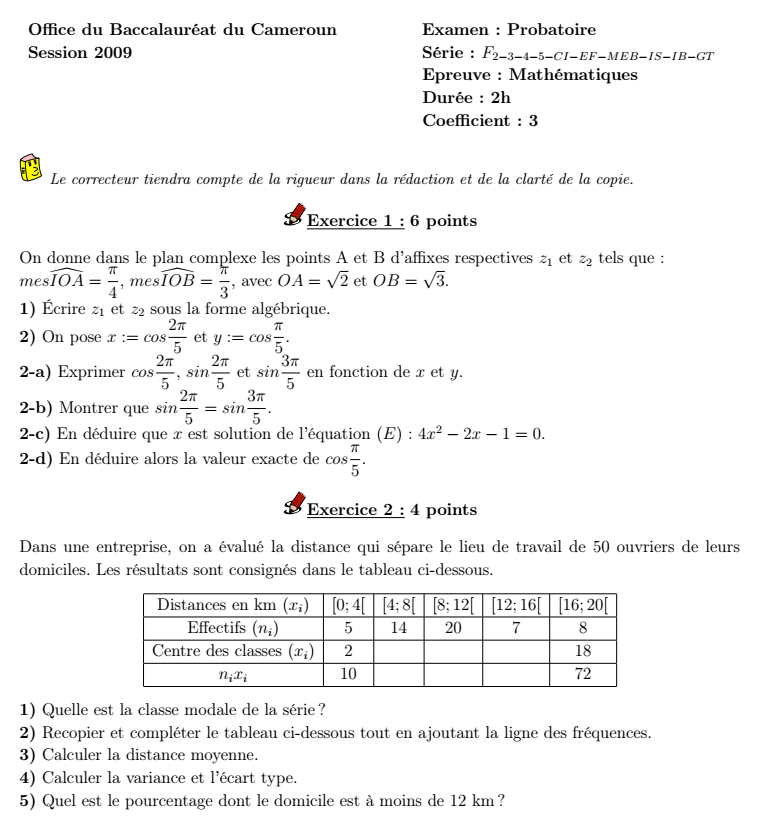 Office du Baccalauréat du Cameroun
Session 2009
Examen : Probatoire
Série : F₂₋₃₋₄₋₅₋CI₋EF₋MEB₋IS₋IB₋GT
Epreuve : Mathématiques
Durée : 2h
Coefficient : 3
Le correcteur tiendra compte de la rigueur dans la rédaction et de la clarté de la copie.
Exercice 1 : 6 points
On donne dans le plan complexe les points A et B d'affixes respectives z₁ et z₂ tels que :
mes\widehat{IOA} = π/4, mes\widehat{IOB} = π/3, avec OA = √2 et OB = √3.
1) Écrire z₁ et z₂ sous la forme algébrique.
2) On pose x := cos 2π/5 et y := cos π/5.
2-a) Exprimer cos 2π/5, sin 2π/5 et sin 3π/5 en fonction de x et y.
2-b) Montrer que sin 2π/5 = sin 3π/5.
2-c) En déduire que x est solution de l'équation (E) : 4x² − 2x − 1 = 0.
2-d) En déduire alors la valeur exacte de cos π/5.
Exercice 2 : 4 points
Dans une entreprise, on a évalué la distance qui sépare le lieu de travail de 50 ouvriers de leurs
domiciles. Les résultats sont consignés dans le tableau ci-dessous.
Distances en km (xᵢ) [0; 4[ [4; 8[ [8; 12[ [12; 16[ [16; 20[
Effectifs (nᵢ) 5 14 20 7 8
Centre des classes (xᵢ) 2 18
nᵢxᵢ 10 72
1) Quelle est la classe modale de la série ?
2) Recopier et compléter le tableau ci-dessous tout en ajoutant la ligne des fréquences.
3) Calculer la distance moyenne.
4) Calculer la variance et l'écart type.
5) Quel est le pourcentage dont le domicile est à moins de 12 km ?